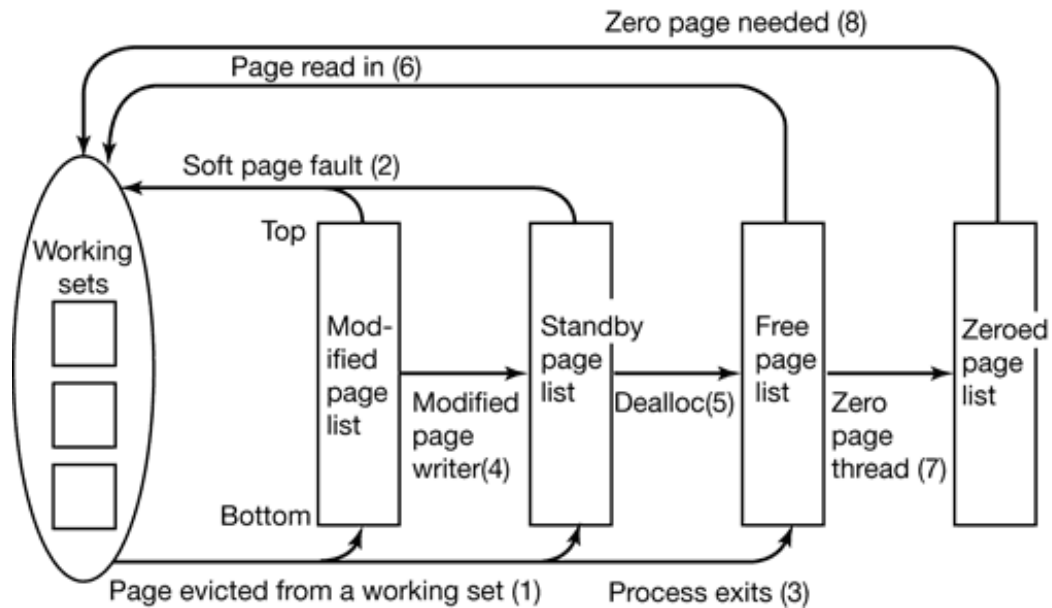 Zero page needed (8)
Page read in (6)
Soft page fault (2)
Top
Working
sets
Mod-
ified
page
list
Modified
page
writer(4)
Standby
page
list
Dealloc(5)
Free
page
list
Zero
page
thread (7)
Zeroed
page
list
Bottom
Page evicted from a working set (1)
Process exits (3)